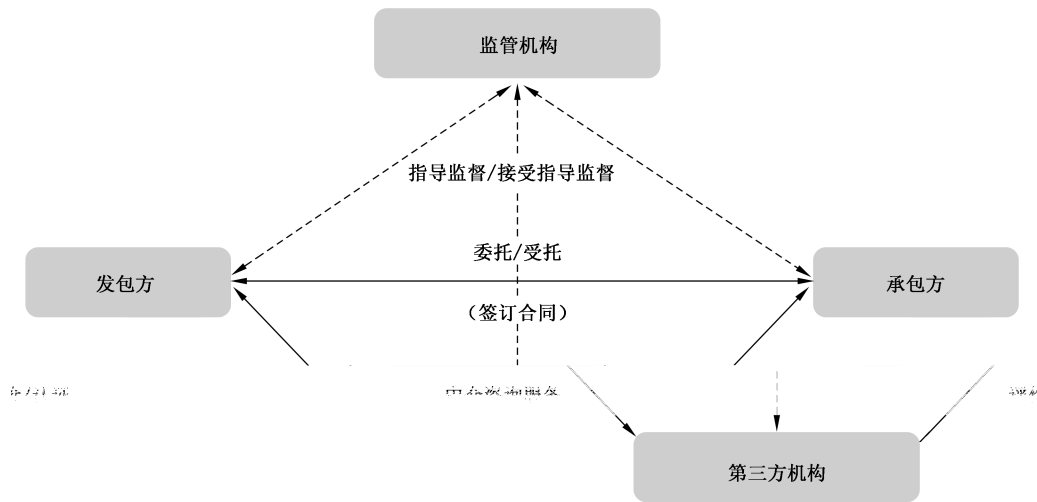 监管机构
指导监督/接受指导监督
委托/受托
发包方
承包方
（签订合同）
第三方机构